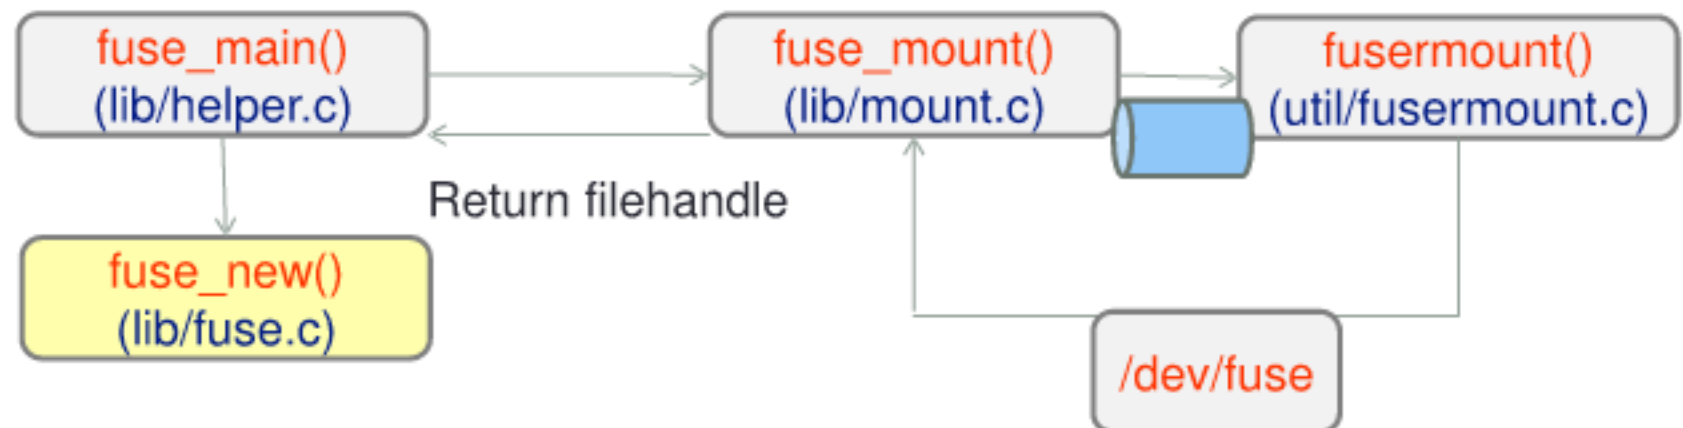 fuse_main()
(lib/helper.c)
fuse_mount()
(lib/mount.c)
fusermount()
(util/fusermount.c)
Return filehandle
fuse_new()
(lib/fuse.c)
/dev/fuse